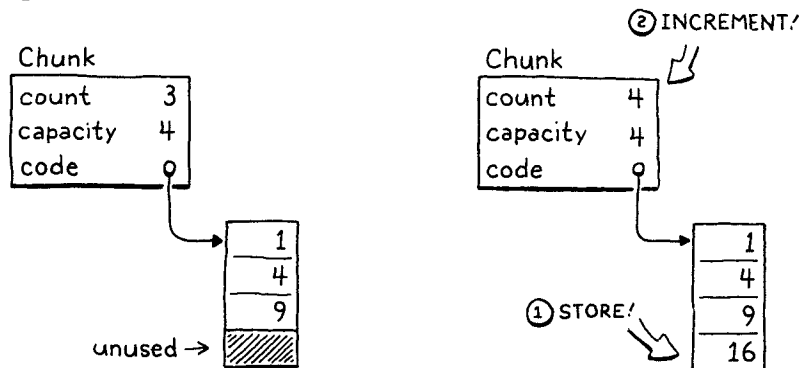 Chunk
count 3
capacity 4
code
1
4
9
unused →
② INCREMENT!
Chunk
count 4
capacity 4
code
1
4
9
16
① STORE!